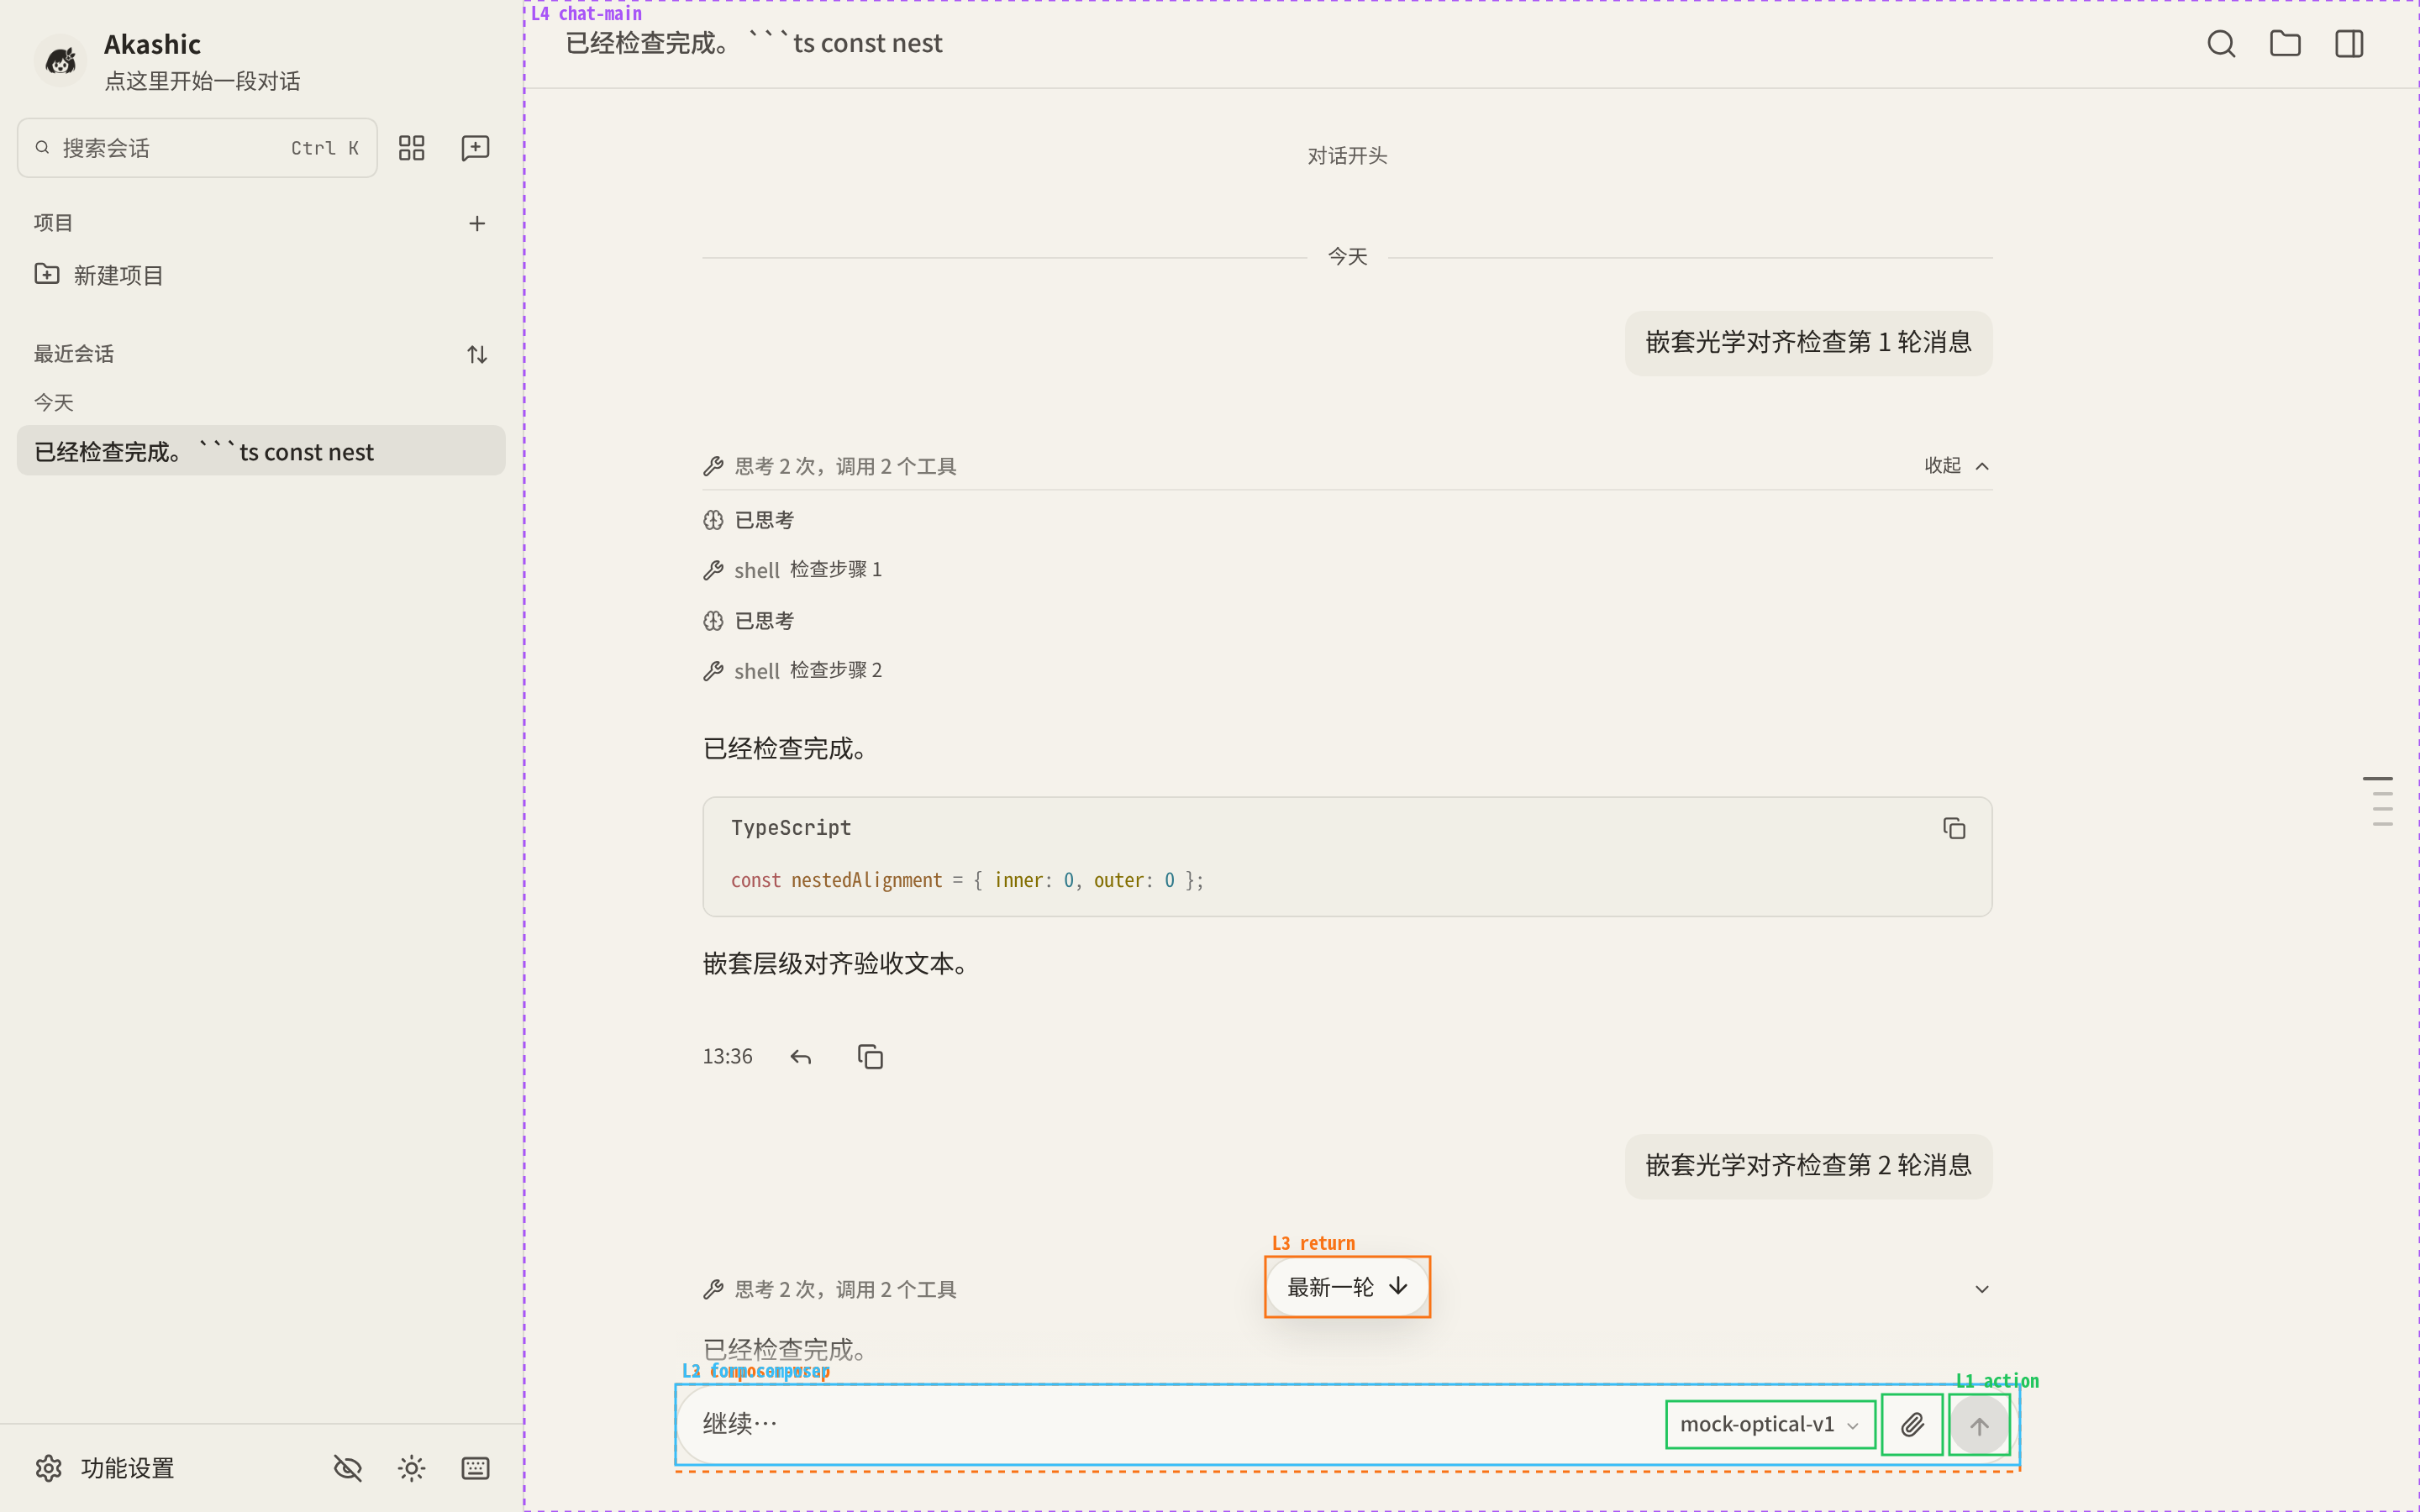 Akashic
点这里开始一段对话
搜索会话 Ctrl K
项目
新建项目
最近会话
今天
已经检查完成。 ```ts const nest
功能设置
L4 chat-main
已经检查完成。 ```ts const nest
对话开头
今天
嵌套光学对齐检查第 1 轮消息
思考 2 次，调用 2 个工具 收起
已思考
shell 检查步骤 1
已思考
shell 检查步骤 2
已经检查完成。
TypeScript
const nestedAlignment = { inner: 0, outer: 0 };
嵌套层级对齐验收文本。
13:36
嵌套光学对齐检查第 2 轮消息
L3 return
思考 2 次，调用 2 个工具
最新一轮
已经检查完成。
L1 action
继续…
mock-optical-v1